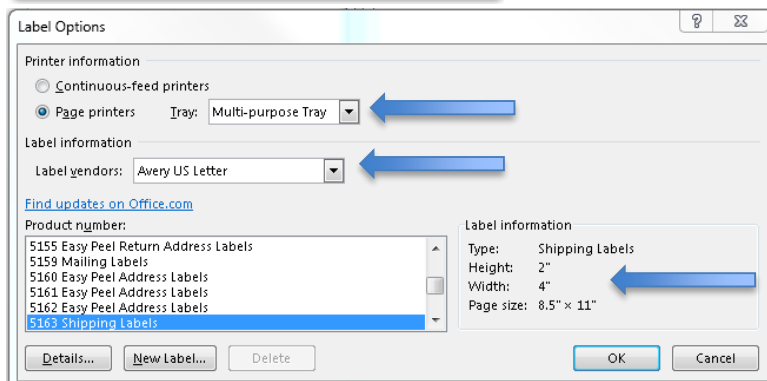 Label Options
Printer information
Continuous-feed printers
Page printers Tray: Multi-purpose Tray
Label information
Label vendors: Avery US Letter
Find updates on Office.com
Product number:
5155 Easy Peel Return Address Labels
5159 Mailing Labels
5160 Easy Peel Address Labels
5161 Easy Peel Address Labels
5162 Easy Peel Address Labels
5163 Shipping Labels
Label information
Type: Shipping Labels
Height: 2"
Width: 4"
Page size: 8.5" × 11"
Details... New Label... Delete OK Cancel